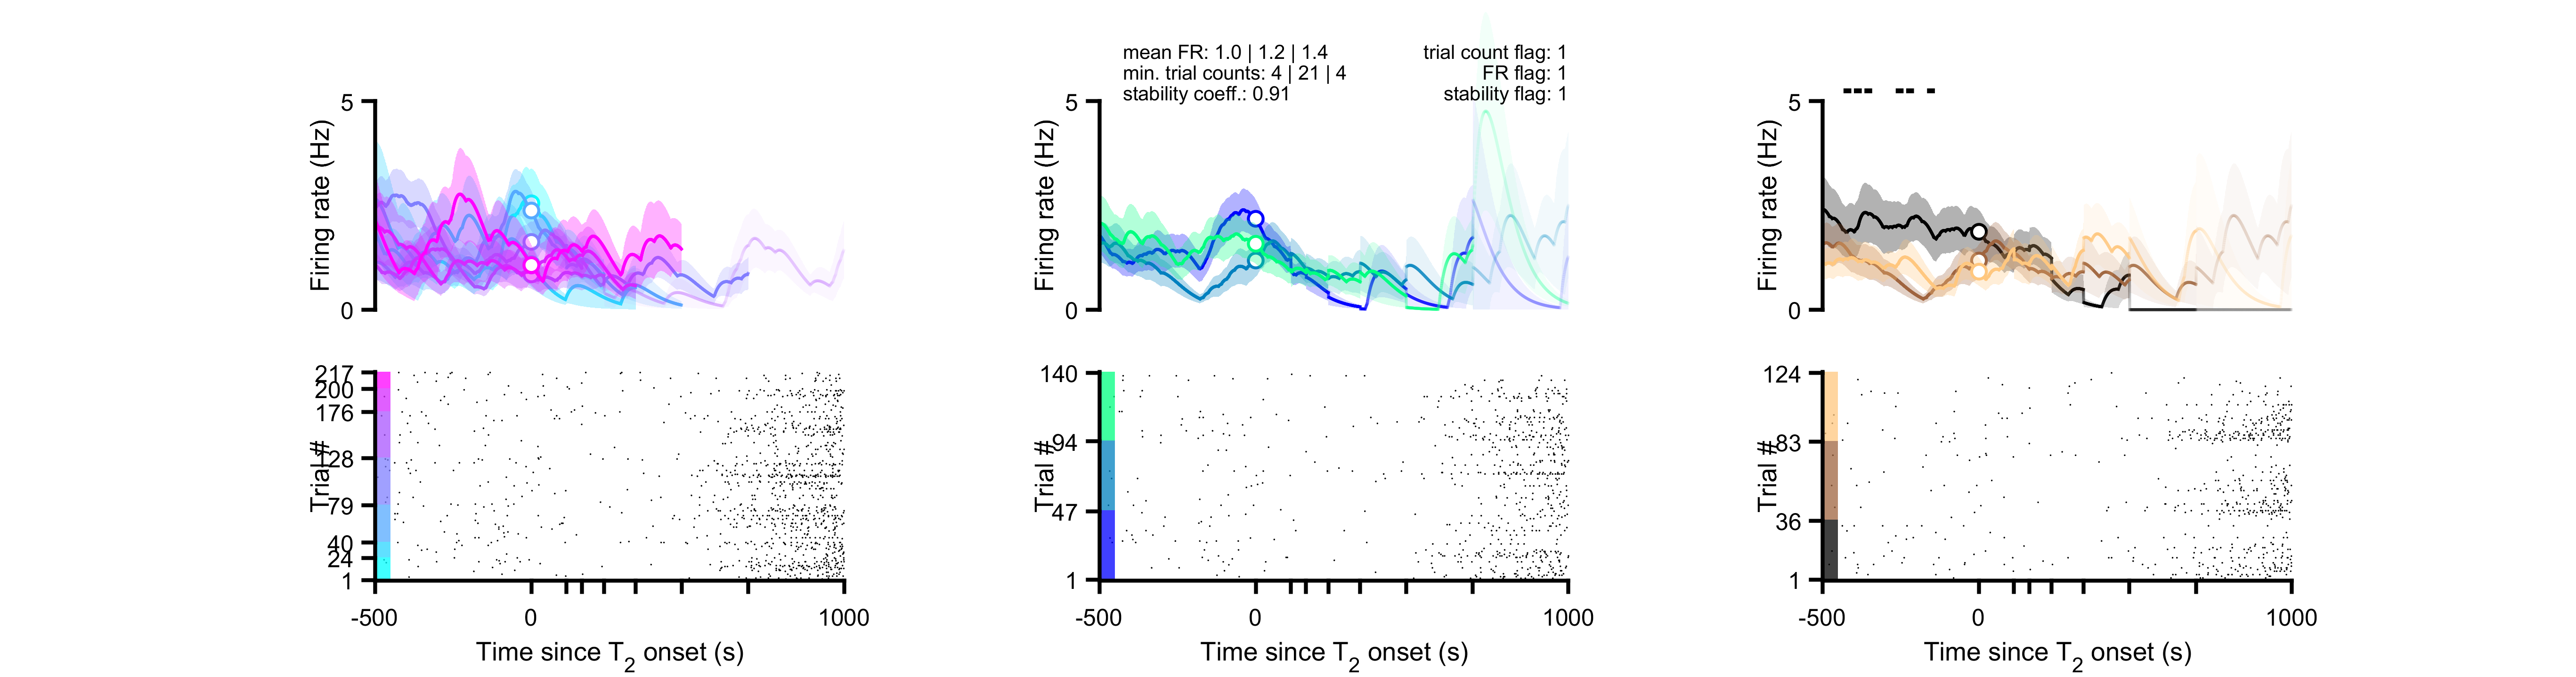 mean FR: 1.0 | 1.2 | 1.4
min. trial counts: 4 | 21 | 4
stability coeff.: 0.91
trial count flag: 1
FR flag: 1
stability flag: 1
5
0
Firing rate (Hz)
5
0
Firing rate (Hz)
5
0
Firing rate (Hz)
217
200
176
128
79
40
24
1
Trial #
-500
0
1000
Time since T2 onset (s)
140
94
47
1
Trial #
-500
0
1000
Time since T2 onset (s)
124
83
36
1
Trial #
-500
0
1000
Time since T2 onset (s)